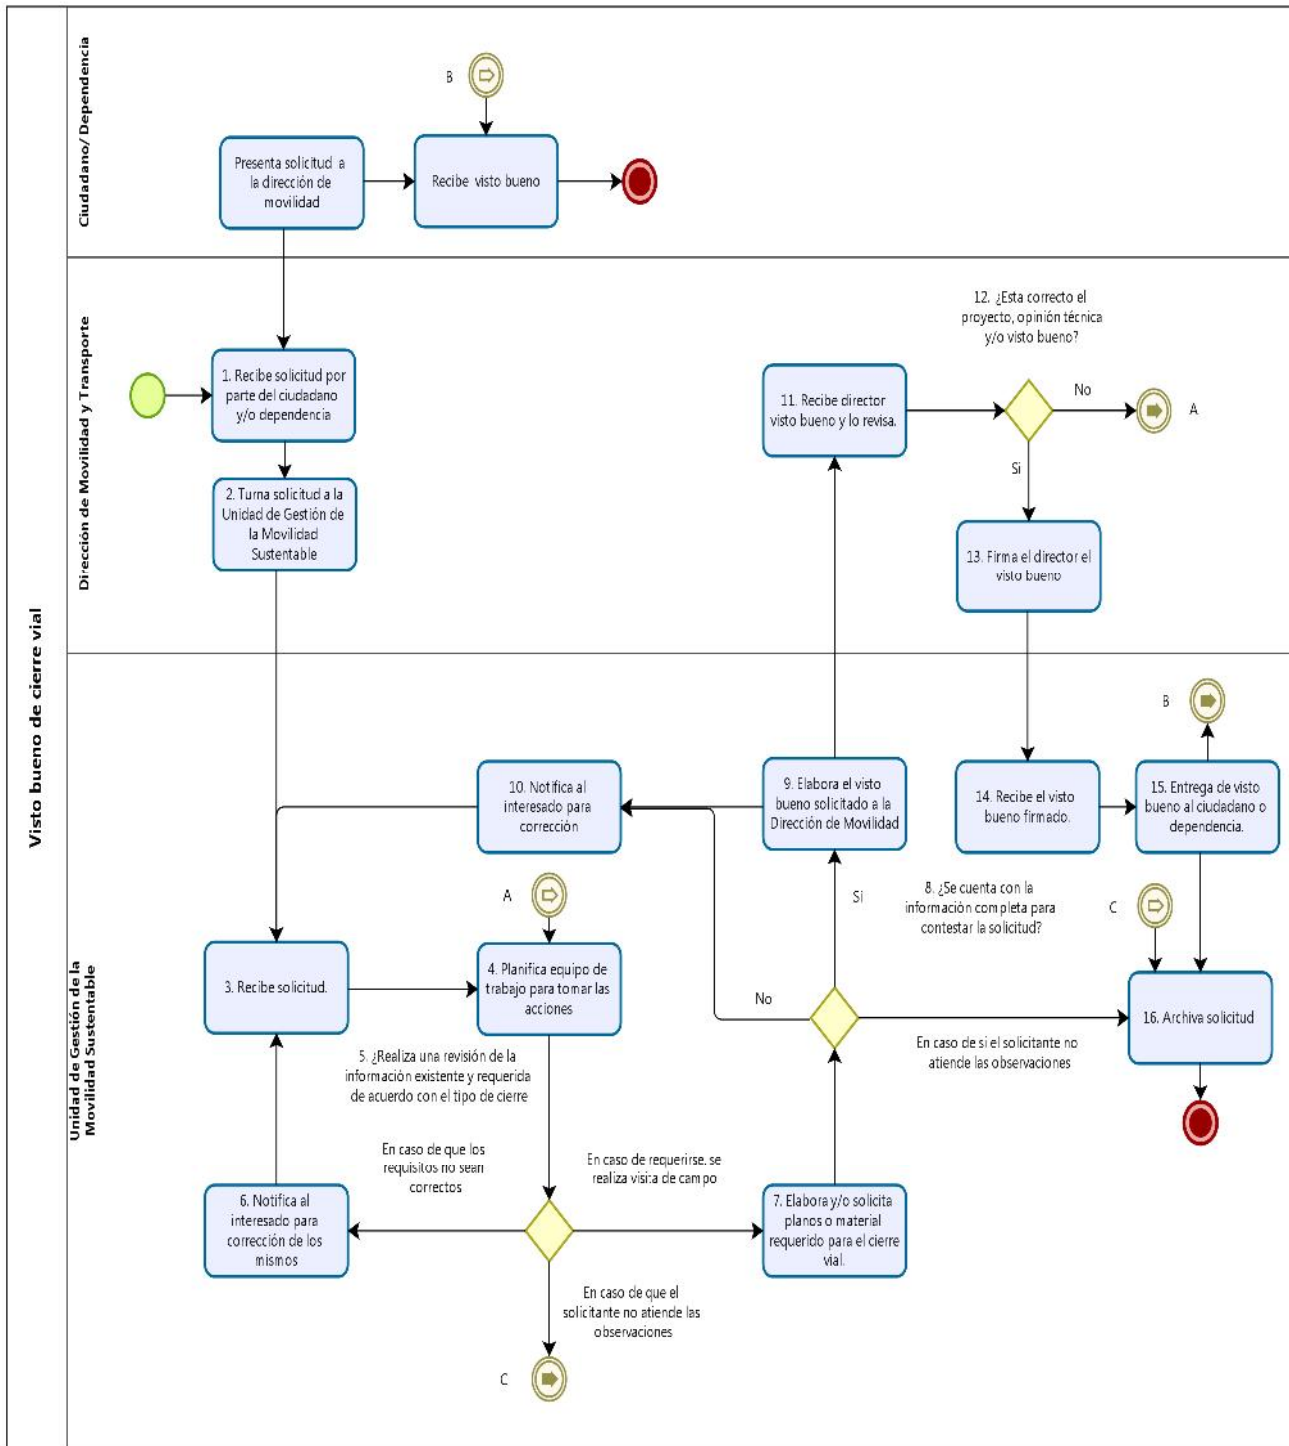 Visto bueno de cierre vial
Ciudadano/ Dependencia
B
Presenta solicitud a
la dirección de
movilidad
Recibe visto bueno
Dirección de Movilidad y Transporte
12. ¿Esta correcto el
proyecto, opinión técnica
y/o visto bueno?
1. Recibe solicitud por
parte del ciudadano
y/o dependencia
11. Recibe director
visto bueno y lo revisa.
No
A
Si
2. Turna solicitud a la
Unidad de Gestión de
la Movilidad
Sustentable
13. Firma el director el
visto bueno
Unidad de Gestión de la
Movilidad Sustentable
B
10. Notifica al
interesado para
corrección
9. Elabora el visto
bueno solicitado a la
Dirección de Movilidad
14. Recibe el visto
bueno firmado.
15. Entrega de visto
bueno al ciudadano o
dependencia.
A
Si
8. ¿Se cuenta con la
información completa para
contestar la solicitud?
C
3. Recibe solicitud.
4. Planifica equipo de
trabajo para tomar las
acciones
No
16. Archiva solicitud
En caso de si el solicitante no
atiende las observaciones
5. ¿Realiza una revisión de la
información existente y requerida
de acuerdo con el tipo de cierre
En caso de que los
requisitos no sean
correctos
En caso de requerirse, se
realiza visita de campo
6. Notifica al
interesado para
corrección de los
mismos
7. Elabora y/o solicita
planos o material
requerido para el cierre
vial.
En caso de que el
solicitante no atiende las
observaciones
C